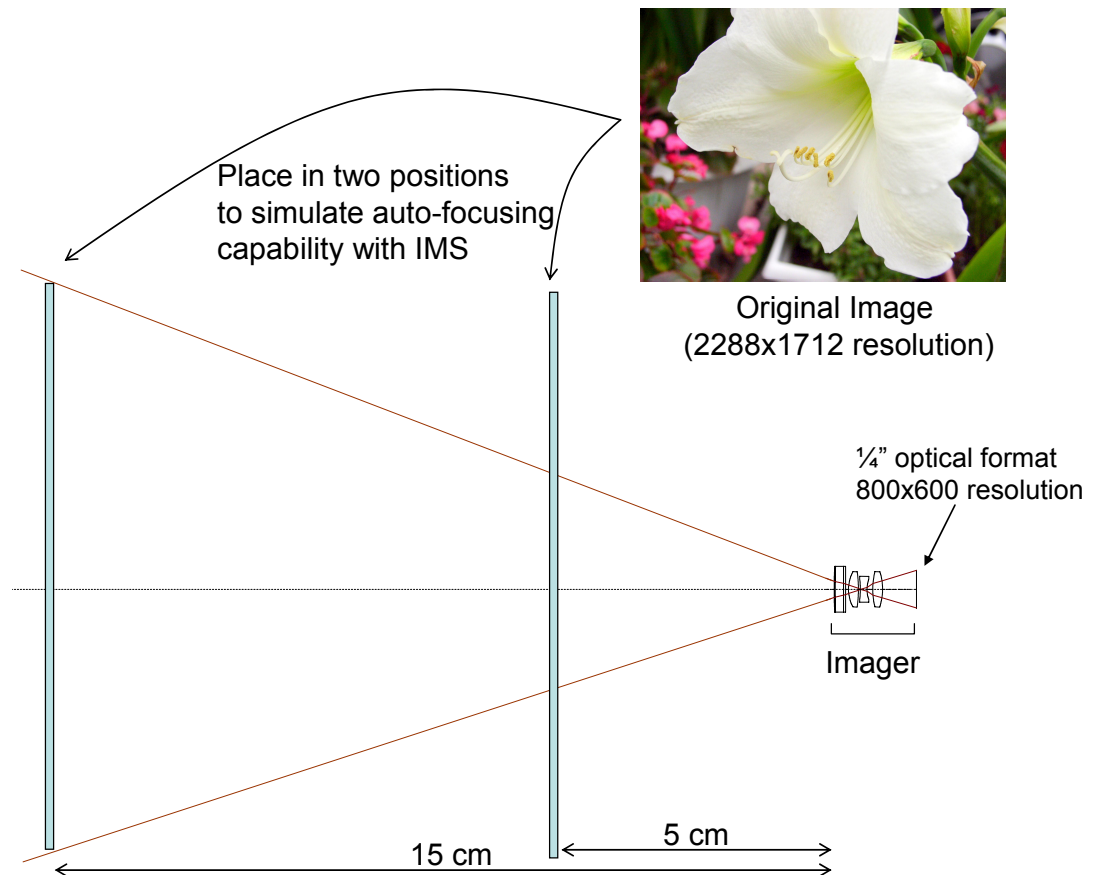 Place in two positions
to simulate auto-focusing
capability with IMS
Original Image
(2288x1712 resolution)
¼” optical format
800x600 resolution
Imager
5 cm
15 cm